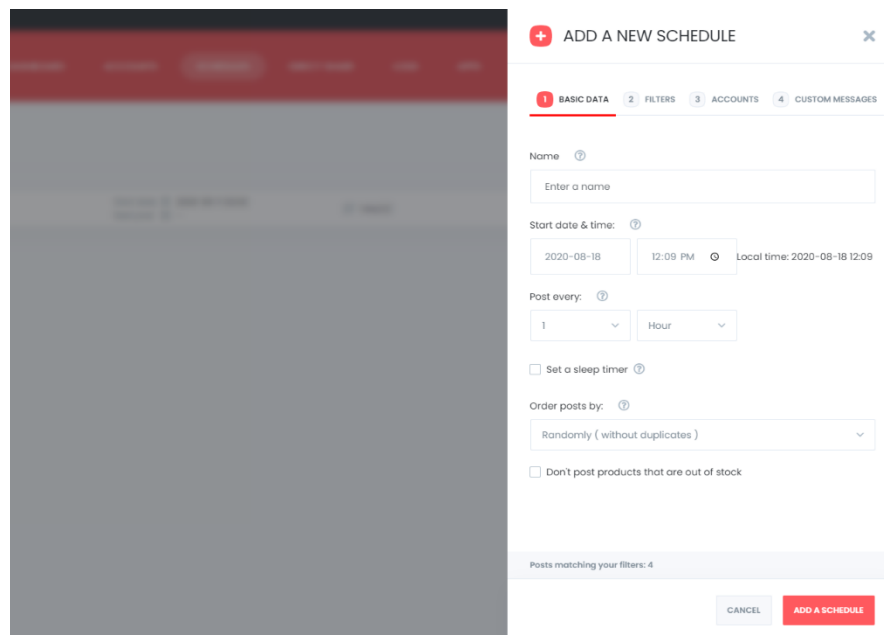 ADD A NEW SCHEDULE
1 BASIC DATA 2 FILTERS 3 ACCOUNTS 4 CUSTOM MESSAGES
Name
Enter a name
Start date & time:
2020-08-18 12:09 PM Local time: 2020-08-18 12:09
Post every:
1 Hour
Set a sleep timer
Order posts by:
Randomly ( without duplicates )
Don't post products that are out of stock
Posts matching your filters: 4
CANCEL ADD A SCHEDULE